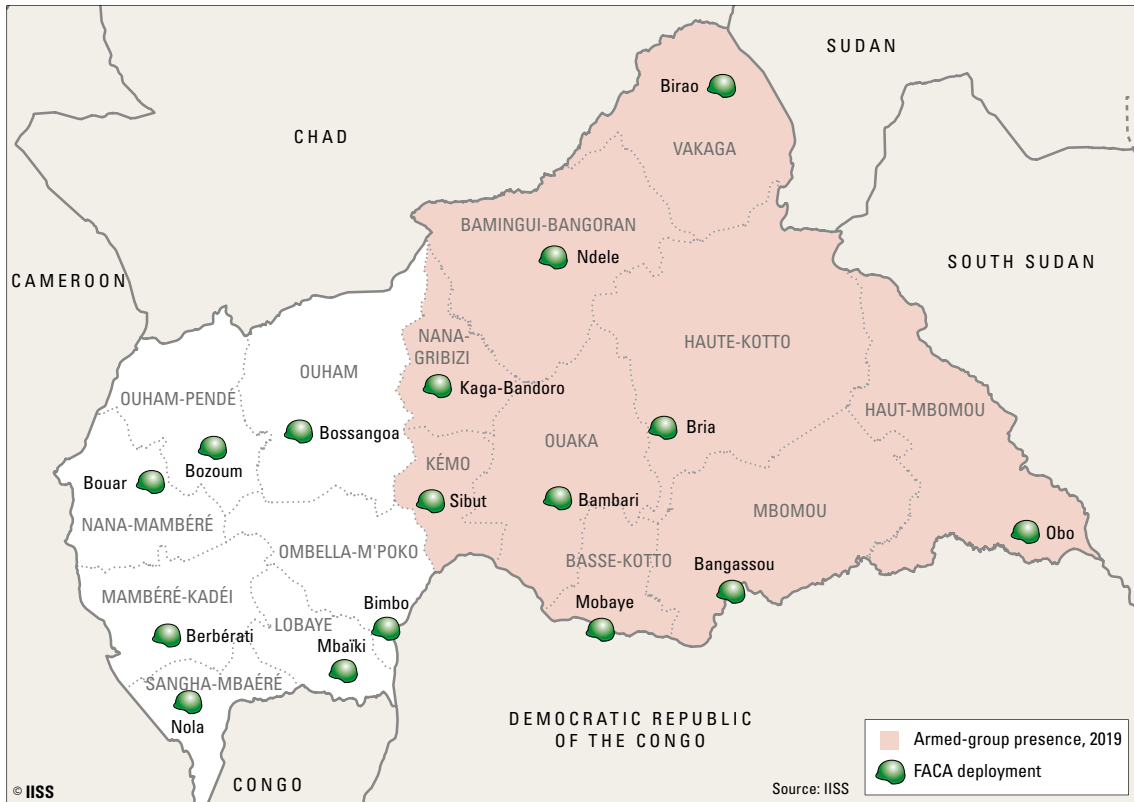 SUDAN
Birao
CHAD
VAKAGA
BAMINGUI-BANGORAN
Ndele
CAMEROON
SOUTH SUDAN
NANA-
GRIBIZI
HAUTE-KOTTO
OUHAM
Kaga-Bandoro
OUHAM-PENDÉ
HAUT-MBOMOU
Bossangoa
Bria
OUAKA
Bozoum
KÉMO
Bouar
Sibut
Bambari
MBOMOU
NANA-MAMBÉRÉ
Obo
OMBELLA-M'POKO
BASSE-KOTTO
Bangassou
MAMBÉRÉ-KADÉI
Bimbo
Mobaye
LOBAYE
Berbérati
Mbaïki
SANGHA-MBAÉRÉ
Nola
DEMOCRATIC REPUBLIC
OF THE CONGO
CONGO
Armed-group presence, 2019
FACA deployment
© IISS
Source: IISS